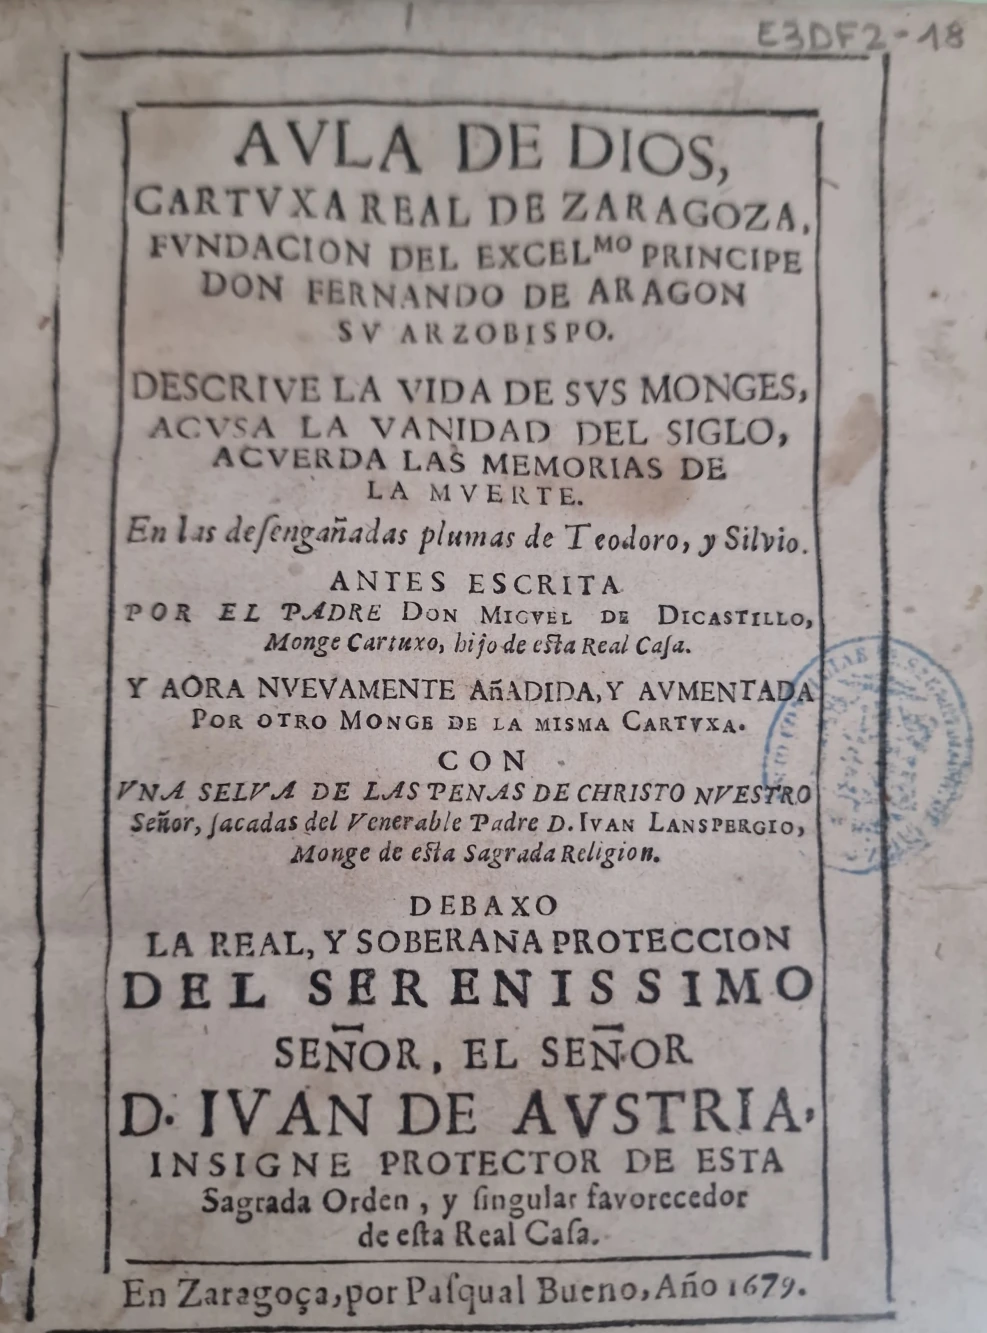 E3DF2-18
AVLA DE DIOS,
CARTVXA REAL DE ZARAGOZA,
FVNDACION DEL EXCELᴹᴼ PRINCIPE
DON FERNANDO DE ARAGON
SV ARZOBISPO.
DESCRIVE LA VIDA DE SVS MONGES,
ACVSA LA VANIDAD DEL SIGLO,
ACVERDA LAS MEMORIAS DE
LA MVERTE.
En las deſengañadas plumas de Teodoro, y Silvio.
ANTES ESCRITA
POR EL PADRE DON MIGVEL DE DICASTILLO,
Monge Cartuxo, hijo de eſta Real Caſa.
Y AORA NVEVAMENTE AñADIDA, Y AVMENTADA
POR OTRO MONGE DE LA MISMA CARTVXA.
CON
VNA SELVA DE LAS PENAS DE CHRISTO NVESTRO
Señor, ſacadas del Venerable Padre D. IVAN LANSPERGIO,
Monge de eſta Sagrada Religion.
DEBAXO
LA REAL, Y SOBERANA PROTECCION
DEL SERENISSIMO
SEÑOR, EL SEÑOR
D. IVAN DE AVSTRIA,
INSIGNE PROTECTOR DE ESTA
Sagrada Orden, y ſingular favorecedor
de eſta Real Caſa.
En Zaragoça, por Paſqual Bueno, Año 1679.